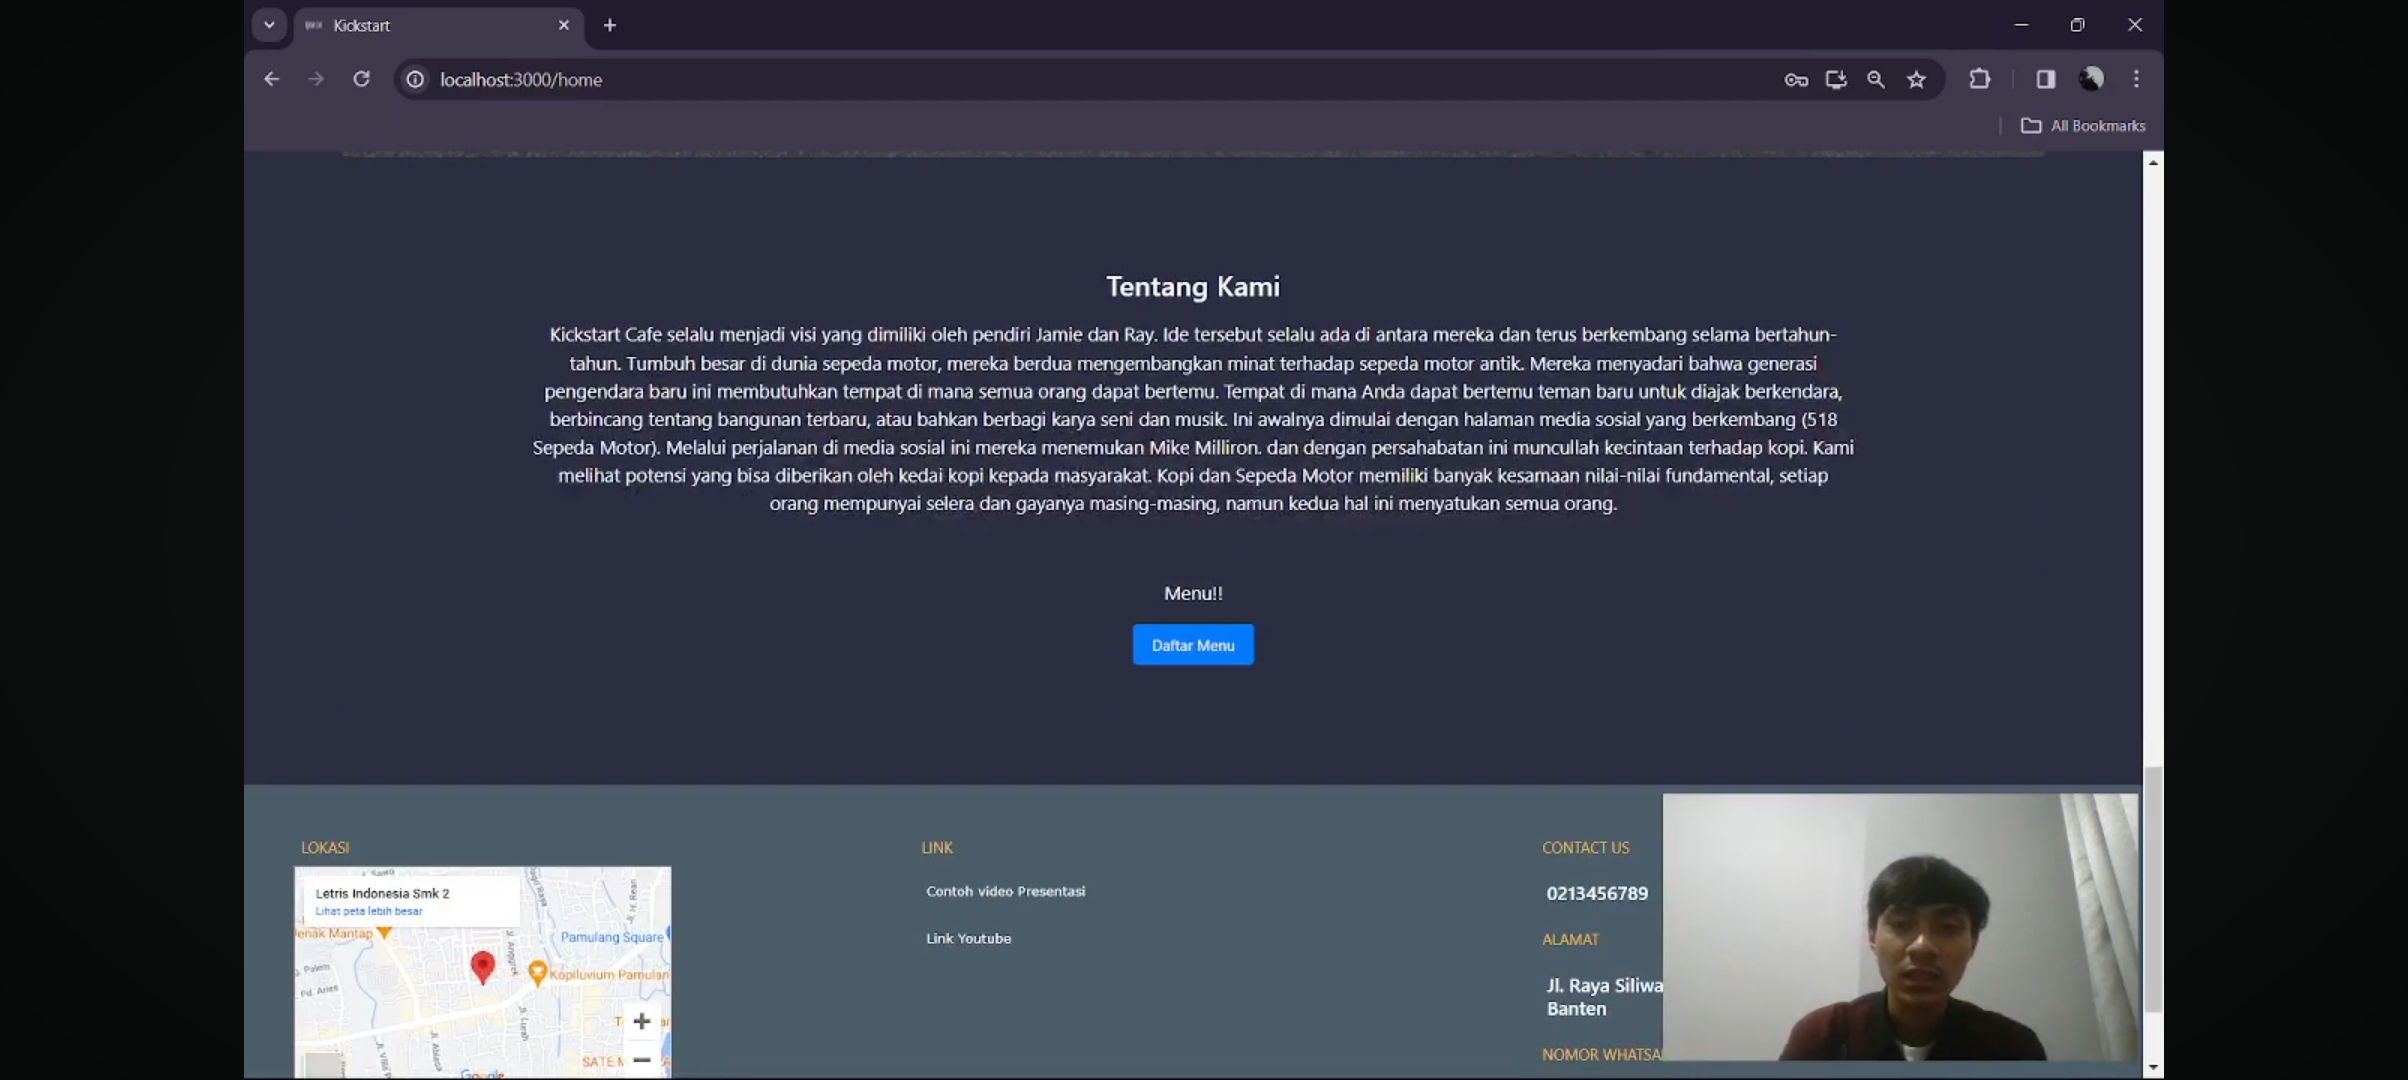 Kickstart
localhost:3000/home
All Bookmarks
Tentang Kami
Kickstart Cafe selalu menjadi visi yang dimiliki oleh pendiri Jamie dan Ray. Ide tersebut selalu ada di antara mereka dan terus berkembang selama bertahun-
tahun. Tumbuh besar di dunia sepeda motor, mereka berdua mengembangkan minat terhadap sepeda motor antik. Mereka menyadari bahwa generasi
pengendara baru ini membutuhkan tempat di mana semua orang dapat bertemu. Tempat di mana Anda dapat bertemu teman baru untuk diajak berkendara,
berbincang tentang bangunan terbaru, atau bahkan berbagi karya seni dan musik. Ini awalnya dimulai dengan halaman media sosial yang berkembang (518
Sepeda Motor). Melalui perjalanan di media sosial ini mereka menemukan Mike Milliron. dan dengan persahabatan ini muncullah kecintaan terhadap kopi. Kami
melihat potensi yang bisa diberikan oleh kedai kopi kepada masyarakat. Kopi dan Sepeda Motor memiliki banyak kesamaan nilai-nilai fundamental, setiap
orang mempunyai selera dan gayanya masing-masing, namun kedua hal ini menyatukan semua orang.
Menu!!
Daftar Menu
LOKASI
Letris Indonesia Smk 2
Lihat peta lebih besar
enak Mantap
Pamulang Square
Kopiluvium Pamulan
Pd. Aries
SATE
Google
LINK
Contoh video Presentasi
Link Youtube
CONTACT US
0213456789
ALAMAT
Jl. Raya Siliwa
Banten
NOMOR WHATSA